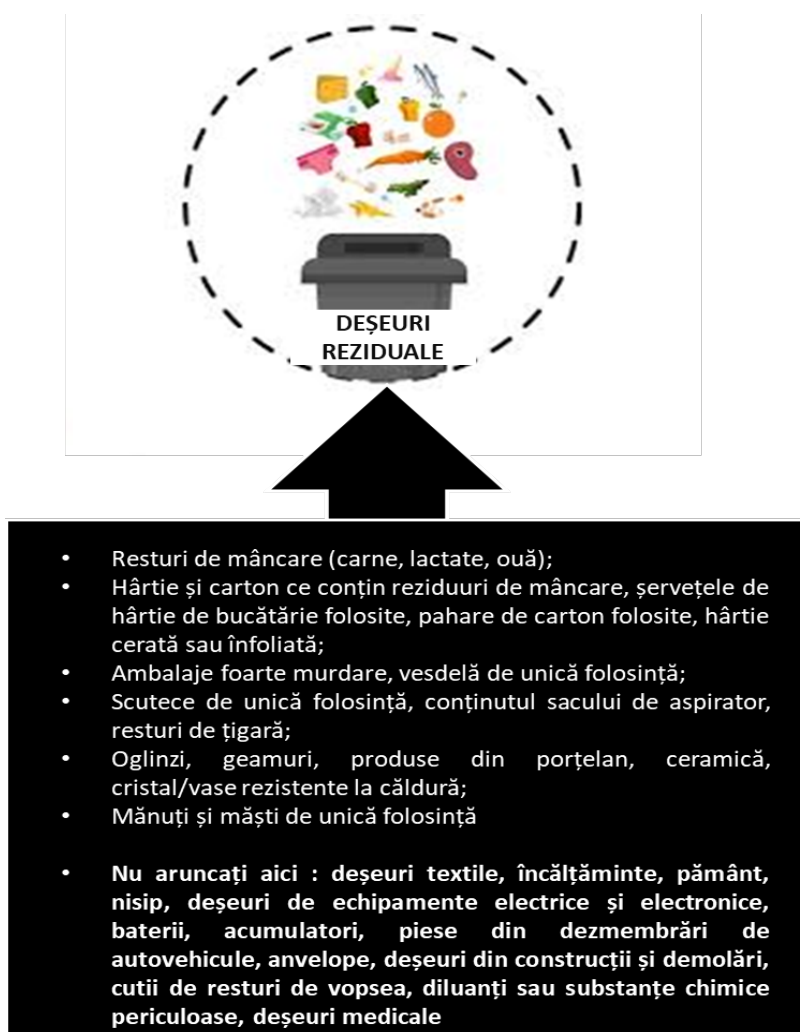 DEȘEURI
REZIDUALE
• Resturi de mâncare (carne, lactate, ouă);
• Hârtie și carton ce conțin reziduuri de mâncare, șervețele de
hârtie de bucătărie folosite, pahare de carton folosite, hârtie
cerată sau înfoliată;
• Ambalaje foarte murdare, vesdelă de unică folosință;
• Scutece de unică folosință, conținutul sacului de aspirator,
resturi de țigară;
• Oglinzi, geamuri, produse din porțelan, ceramică,
cristal/vase rezistente la căldură;
• Mănuți și măști de unică folosință
• Nu aruncați aici : deșeuri textile, încălțăminte, pământ,
nisip, deșeuri de echipamente electrice și electronice,
baterii, acumulatori, piese din dezmembrări de
autovehicule, anvelope, deșeuri din construcții și demolări,
cutii de resturi de vopsea, diluanți sau substanțe chimice
periculoase, deșeuri medicale